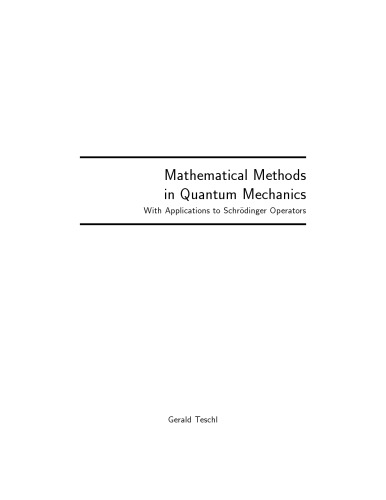 Mathematical Methods
in Quantum Mechanics
With Applications to Schrödinger Operators
Gerald Teschl